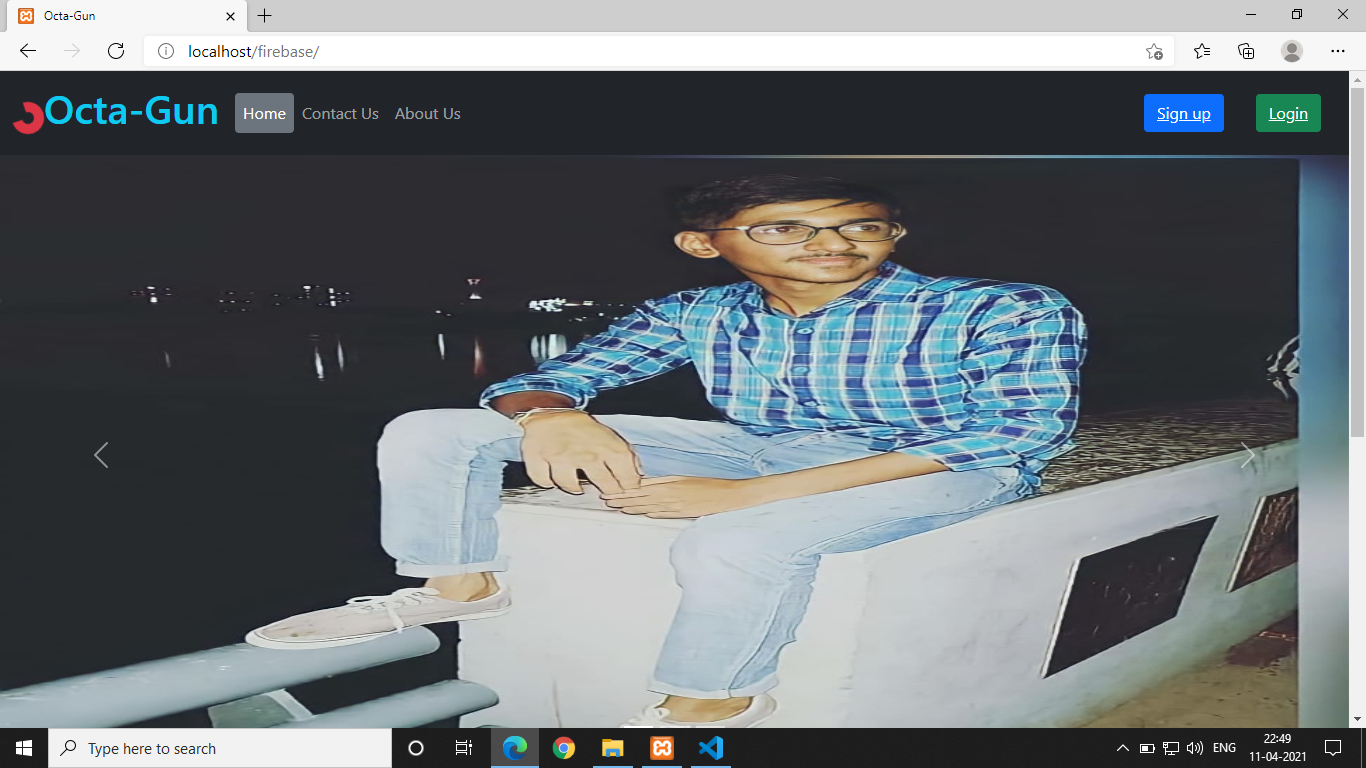 Octa-Gun
localhost/firebase/
Octa-Gun Home Contact Us About Us Sign up Login
Type here to search
ENG
22:49
11-04-2021